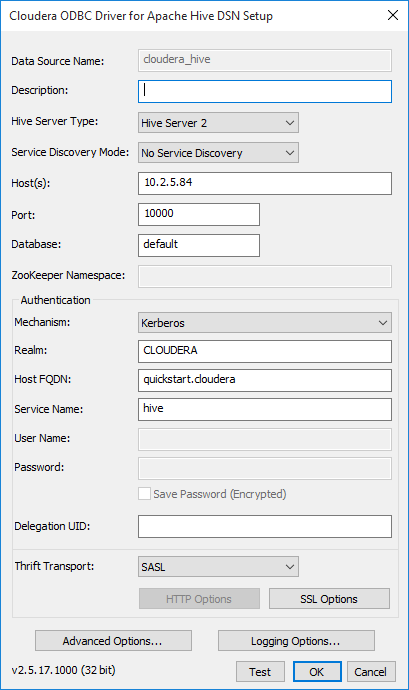 Cloudera ODBC Driver for Apache Hive DSN Setup
Data Source Name: cloudera_hive
Description:
Hive Server Type: Hive Server 2
Service Discovery Mode: No Service Discovery
Host(s): 10.2.5.84
Port: 10000
Database: default
ZooKeeper Namespace:
Authentication
Mechanism: Kerberos
Realm: CLOUDERA
Host FQDN: quickstart.cloudera
Service Name: hive
User Name:
Password:
Save Password (Encrypted)
Delegation UID:
Thrift Transport: SASL
HTTP Options SSL Options
Advanced Options... Logging Options...
v2.5.17.1000 (32 bit) Test OK Cancel